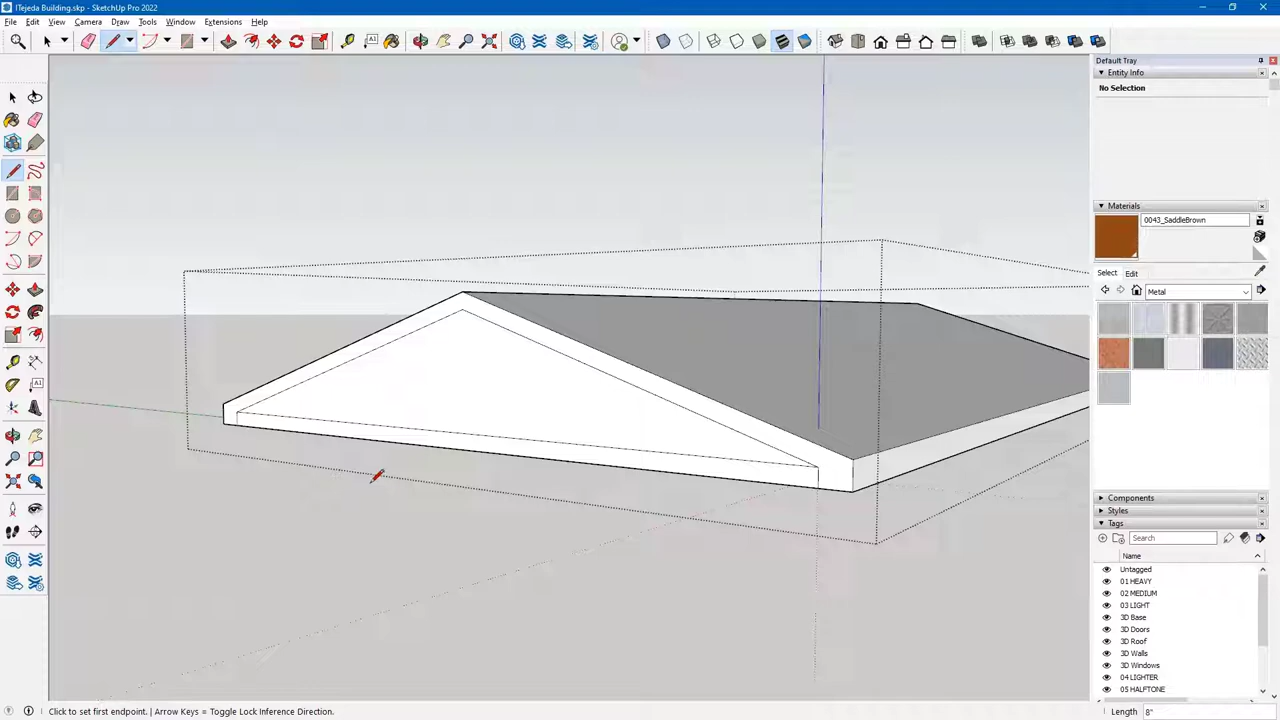 ITejeda Building.skp - SketchUp Pro 2022
File Edit View Camera Draw Tools Window Extensions Help
Default Tray
Entity Info
No Selection
Materials
0043_SaddleBrown
Select Edit
Metal
Components
Styles
Tags
Search
Name
Untagged
01 HEAVY
02 MEDIUM
03 LIGHT
3D Base
3D Doors
3D Roof
3D Walls
3D Windows
04 LIGHTER
05 HALFTONE
Click to set first endpoint. | Arrow Keys = Toggle Lock Inference Direction.
Length 8"